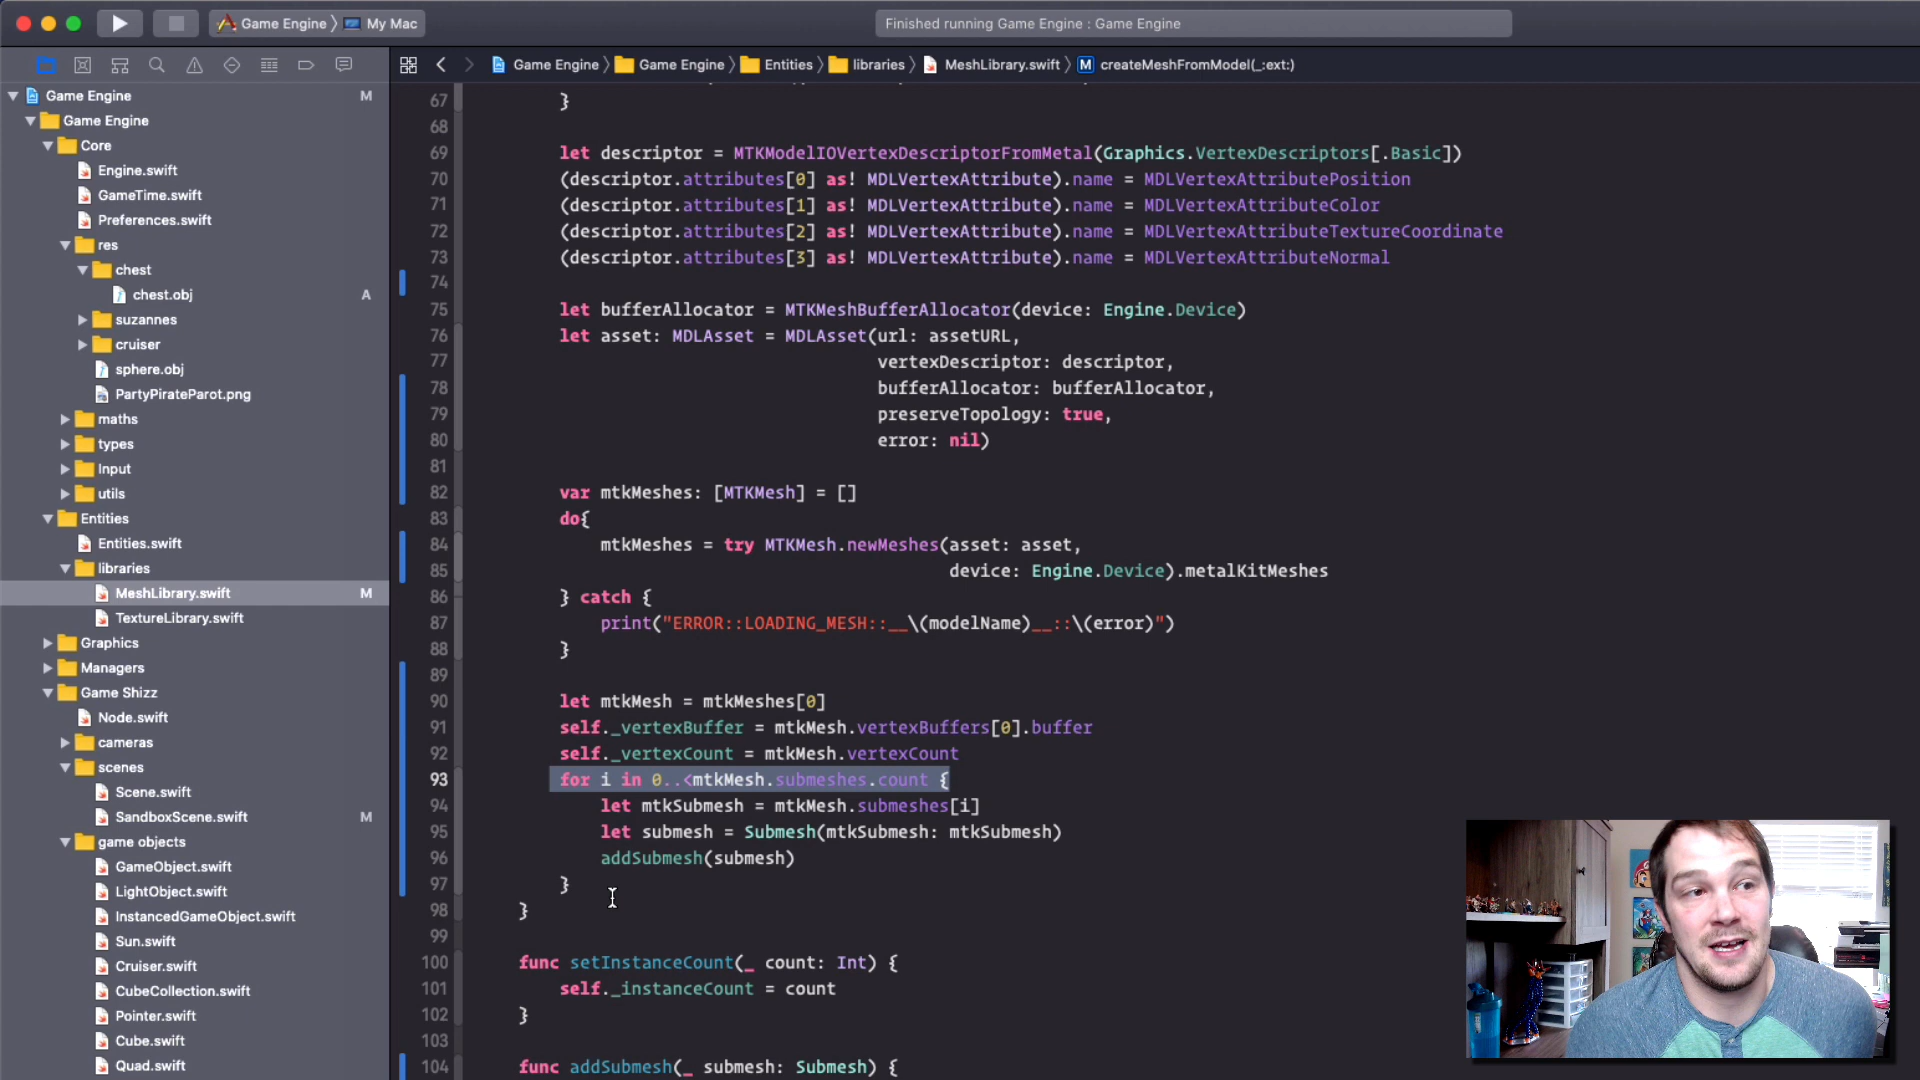 Game Engine
My Mac
Finished running Game Engine : Game Engine
Game Engine
Game Engine
Entities
libraries
MeshLibrary.swift
M
createMeshFromModel(_:ext:)
Game Engine
M
Game Engine
Core
Engine.swift
GameTime.swift
Preferences.swift
res
chest
chest.obj
A
suzannes
cruiser
sphere.obj
PartyPirateParot.png
maths
types
Input
utils
Entities
Entities.swift
libraries
MeshLibrary.swift
M
TextureLibrary.swift
Graphics
Managers
Game Shizz
Node.swift
cameras
scenes
Scene.swift
SandboxScene.swift
M
game objects
GameObject.swift
LightObject.swift
InstancedGameObject.swift
Sun.swift
Cruiser.swift
CubeCollection.swift
Pointer.swift
Cube.swift
Quad.swift
67 }
68
69 let descriptor = MTKModelIOVertexDescriptorFromMetal(Graphics.VertexDescriptors[.Basic])
70 (descriptor.attributes[0] as! MDLVertexAttribute).name = MDLVertexAttributePosition
71 (descriptor.attributes[1] as! MDLVertexAttribute).name = MDLVertexAttributeColor
72 (descriptor.attributes[2] as! MDLVertexAttribute).name = MDLVertexAttributeTextureCoordinate
73 (descriptor.attributes[3] as! MDLVertexAttribute).name = MDLVertexAttributeNormal
74
75 let bufferAllocator = MTKMeshBufferAllocator(device: Engine.Device)
76 let asset: MDLAsset = MDLAsset(url: assetURL,
77 vertexDescriptor: descriptor,
78 bufferAllocator: bufferAllocator,
79 preserveTopology: true,
80 error: nil)
81
82 var mtkMeshes: [MTKMesh] = []
83 do{
84 mtkMeshes = try MTKMesh.newMeshes(asset: asset,
85 device: Engine.Device).metalKitMeshes
86 } catch {
87 print("ERROR::LOADING_MESH::__\(modelName)__::\(error)")
88 }
89
90 let mtkMesh = mtkMeshes[0]
91 self._vertexBuffer = mtkMesh.vertexBuffers[0].buffer
92 self._vertexCount = mtkMesh.vertexCount
93 for i in 0..<mtkMesh.submeshes.count {
94 let mtkSubmesh = mtkMesh.submeshes[i]
95 let submesh = Submesh(mtkSubmesh: mtkSubmesh)
96 addSubmesh(submesh)
97 }
98 }
99
100 func setInstanceCount(_ count: Int) {
101 self._instanceCount = count
102 }
103
104 func addSubmesh(_ submesh: Submesh) {